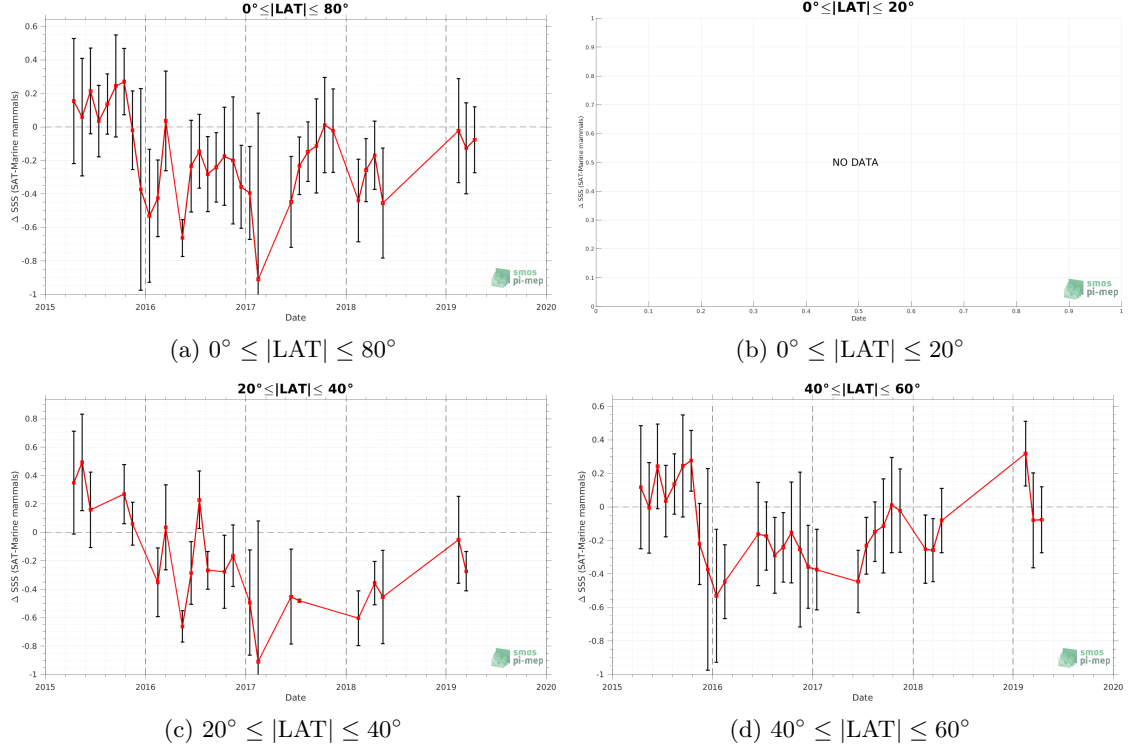 0°≤|LAT|≤ 80°
Δ SSS (SAT-Marine mammals)
0.6
0.4
0.2
0
-0.2
-0.4
-0.6
-0.8
-1
2015 2016 2017 2018 2019 2020
Date
smos
pi-mep
(a) 0° ≤ |LAT| ≤ 80°
0°≤|LAT|≤ 20°
Δ SSS (SAT-Marine mammals)
1
0.9
0.8
0.7
0.6
0.5
0.4
0.3
0.2
0.1
0
NO DATA
0 0.1 0.2 0.3 0.4 0.5 0.6 0.7 0.8 0.9 1
Date
smos
pi-mep
(b) 0° ≤ |LAT| ≤ 20°
20°≤|LAT|≤ 40°
Δ SSS (SAT-Marine mammals)
0.8
0.6
0.4
0.2
0
-0.2
-0.4
-0.6
-0.8
-1
2015 2016 2017 2018 2019 2020
Date
smos
pi-mep
(c) 20° ≤ |LAT| ≤ 40°
40°≤|LAT|≤ 60°
Δ SSS (SAT-Marine mammals)
0.6
0.4
0.2
0
-0.2
-0.4
-0.6
-0.8
-1
2015 2016 2017 2018 2019 2020
Date
smos
pi-mep
(d) 40° ≤ |LAT| ≤ 60°